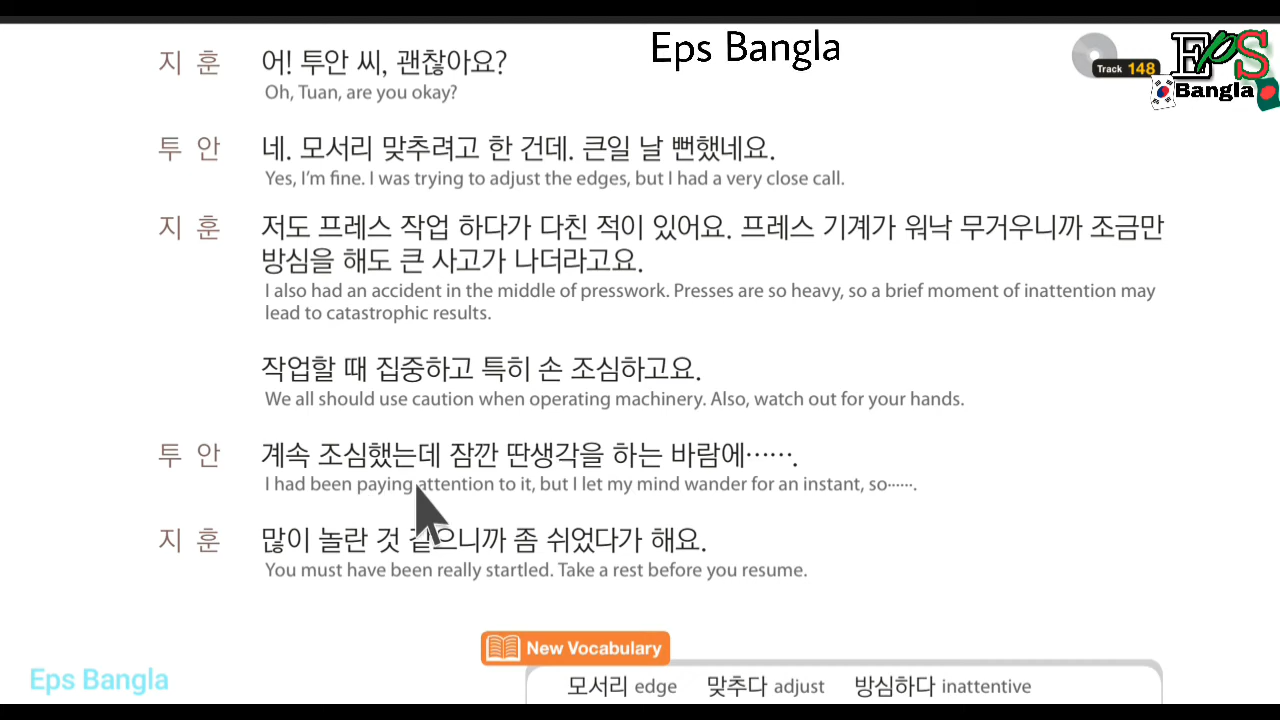 Eps Bangla
EPS
Bangla
Track 148
지훈 어! 투안 씨, 괜찮아요?
Oh, Tuan, are you okay?
투안 네. 모서리 맞추려고 한 건데. 큰일 날 뻔했네요.
Yes, I'm fine. I was trying to adjust the edges, but I had a very close call.
지훈 저도 프레스 작업 하다가 다친 적이 있어요. 프레스 기계가 워낙 무거우니까 조금만
방심을 해도 큰 사고가 나더라고요.
I also had an accident in the middle of presswork. Presses are so heavy, so a brief moment of inattention may
lead to catastrophic results.
작업할 때 집중하고 특히 손 조심하고요.
We all should use caution when operating machinery. Also, watch out for your hands.
투안 계속 조심했는데 잠깐 딴생각을 하는 바람에…….
I had been paying attention to it, but I let my mind wander for an instant, so…….
지훈 많이 놀란 것 같으니까 좀 쉬었다가 해요.
You must have been really startled. Take a rest before you resume.
New Vocabulary
Eps Bangla
모서리 edge 맞추다 adjust 방심하다 inattentive